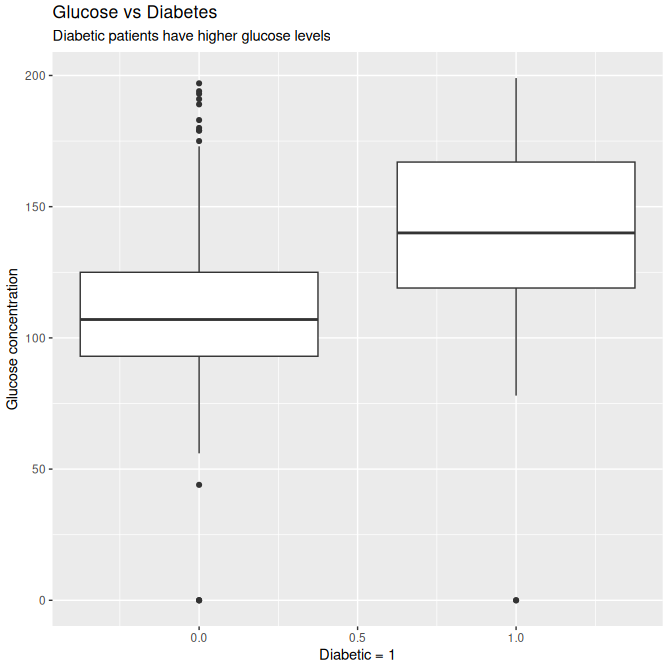 Glucose vs Diabetes
Diabetic patients have higher glucose levels
Glucose concentration
200
150
100
50
0
0.0 0.5 1.0
Diabetic = 1